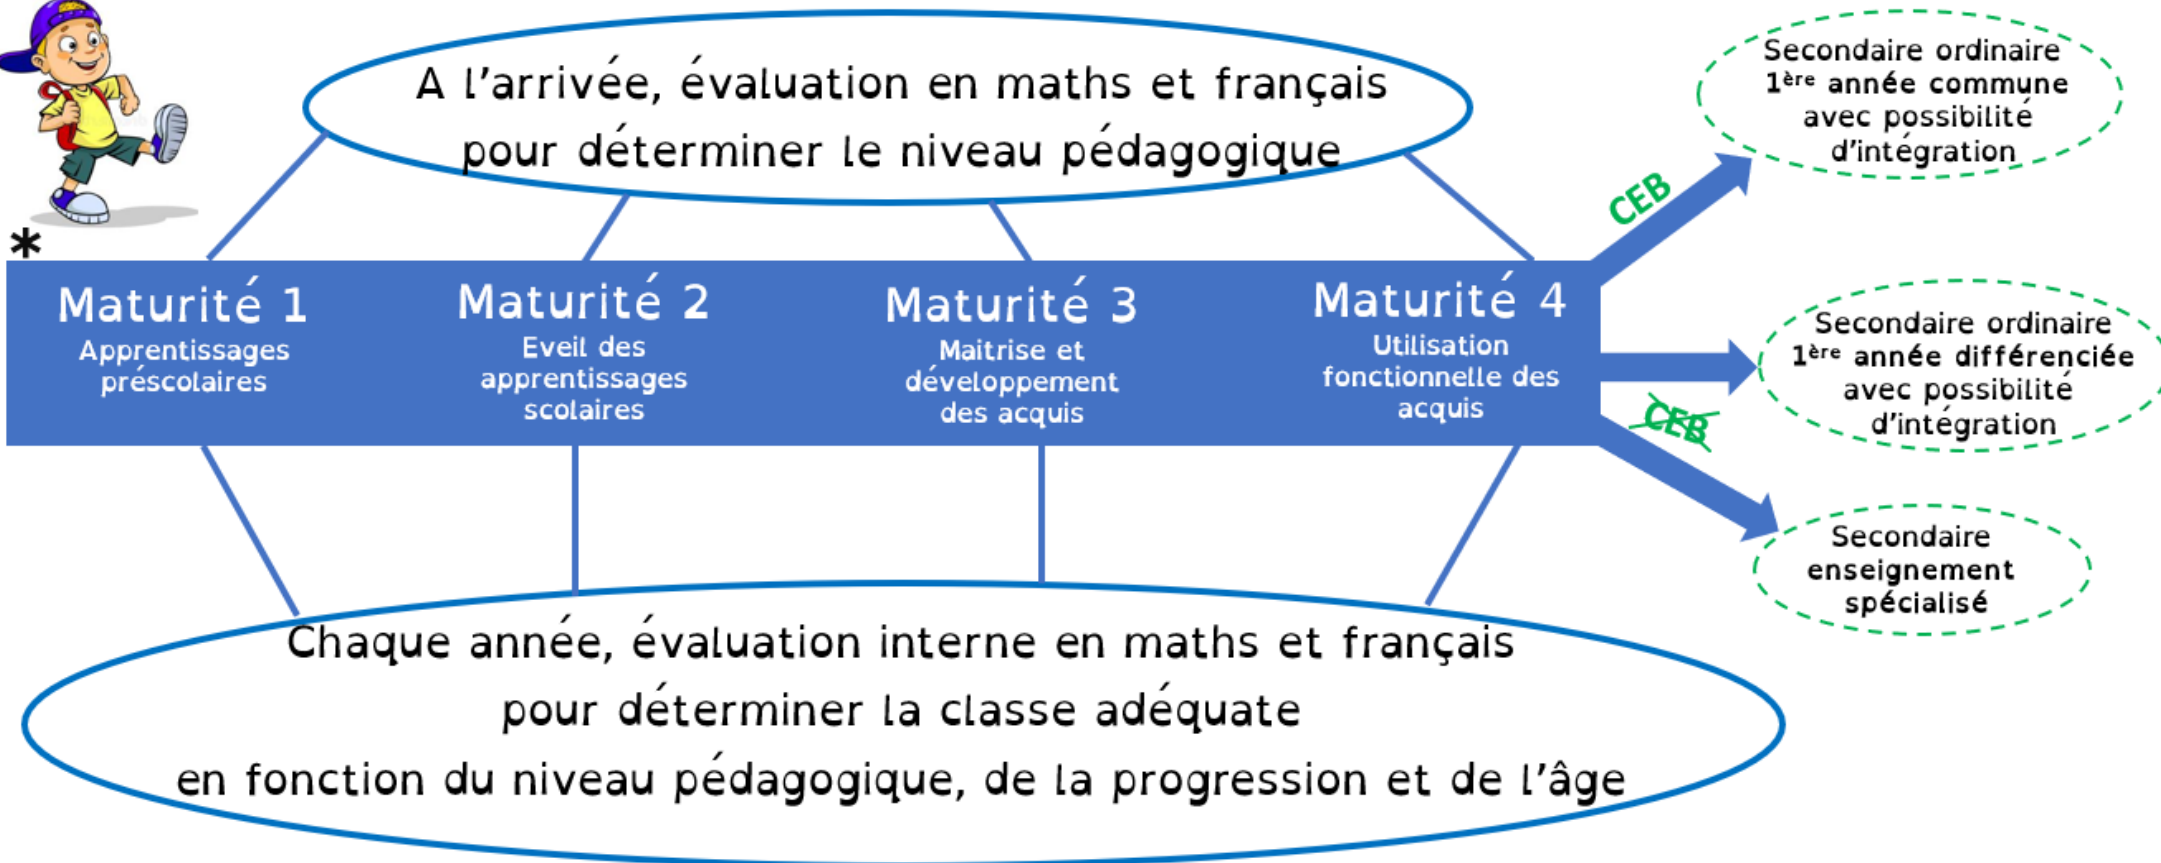 A l'arrivée, évaluation en maths et français
pour déterminer le niveau pédagogique
*
Maturité 1
Apprentissages
préscolaires
Maturité 2
Eveil des
apprentissages
scolaires
Maturité 3
Maitrise et
développement
des acquis
Maturité 4
Utilisation
fonctionnelle des
acquis
CEB
Secondaire ordinaire
1ère année commune
avec possibilité
d'intégration
Secondaire ordinaire
1ère année différenciée
avec possibilité
d'intégration
CEB
Secondaire
enseignement
spécialisé
Chaque année, évaluation interne en maths et français
pour déterminer la classe adéquate
en fonction du niveau pédagogique, de la progression et de l'âge